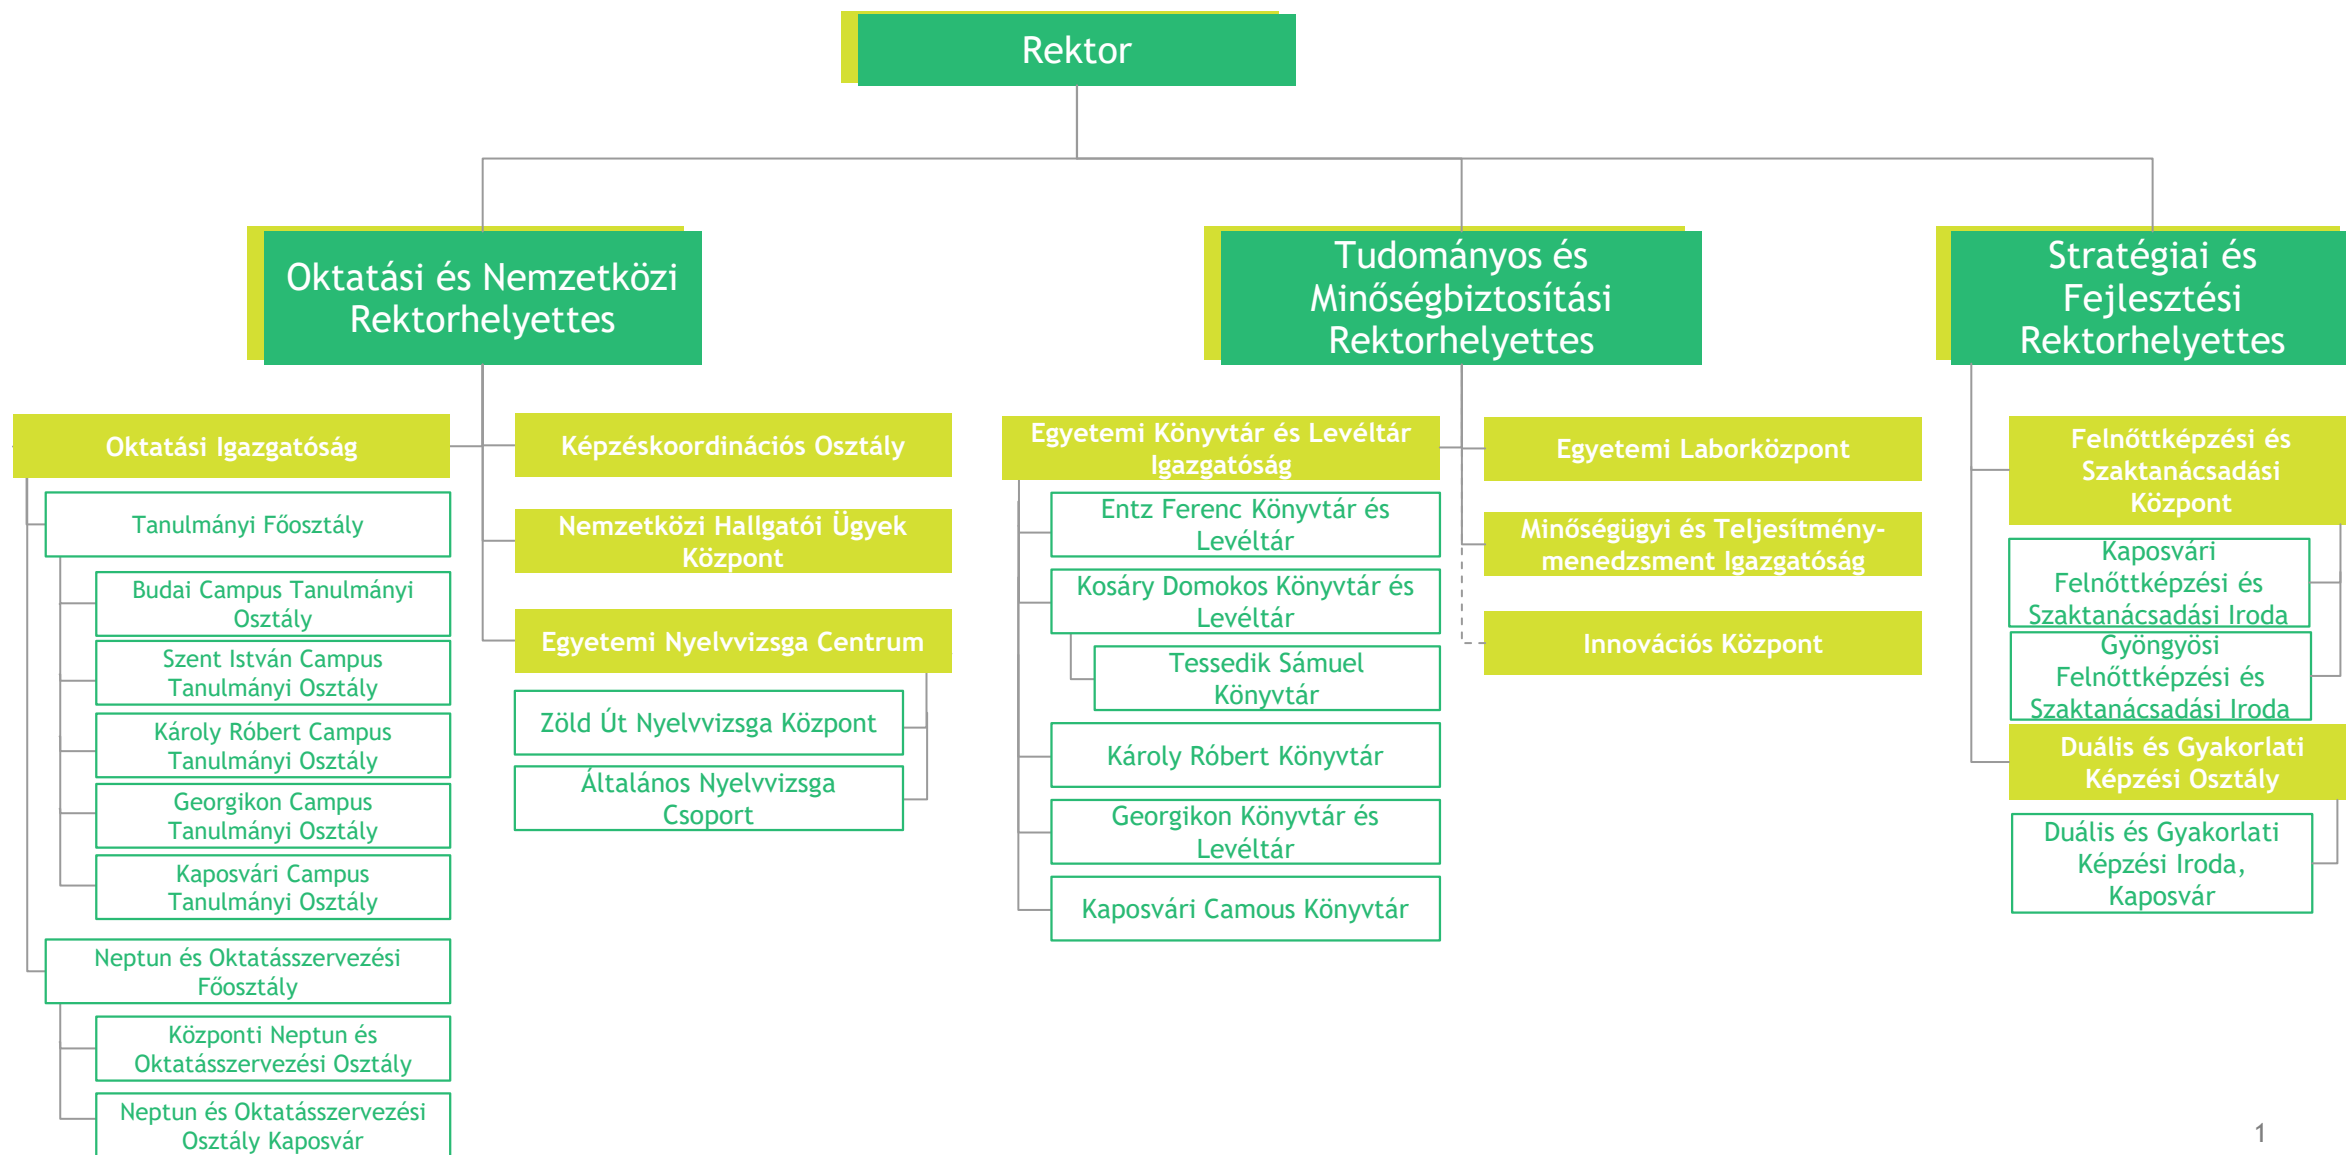 Rektor
Oktatási és Nemzetközi
Rektorhelyettes
Tudományos és
Minőségbiztosítási
Rektorhelyettes
Stratégiai és
Fejlesztési
Rektorhelyettes
Oktatási Igazgatóság
Tanulmányi Főosztály
Budai Campus Tanulmányi
Osztály
Szent István Campus
Tanulmányi Osztály
Károly Róbert Campus
Tanulmányi Osztály
Georgikon Campus
Tanulmányi Osztály
Kaposvári Campus
Tanulmányi Osztály
Neptun és Oktatásszervezési
Főosztály
Központi Neptun és
Oktatásszervezési Osztály
Neptun és Oktatásszervezési
Osztály Kaposvár
Képzéskoordinációs Osztály
Nemzetközi Hallgatói Ügyek
Központ
Egyetemi Nyelvvizsga Centrum
Zöld Út Nyelvvizsga Központ
Általános Nyelvvizsga
Csoport
Egyetemi Könyvtár és Levéltár
Igazgatóság
Entz Ferenc Könyvtár és
Levéltár
Kosáry Domokos Könyvtár és
Levéltár
Tessedik Sámuel
Könyvtár
Károly Róbert Könyvtár
Georgikon Könyvtár és
Levéltár
Kaposvári Camous Könyvtár
Egyetemi Laborközpont
Minőségügyi és Teljesítmény-
menedzsment Igazgatóság
Innovációs Központ
Felnőttképzési és
Szaktanácsadási
Központ
Kaposvári
Felnőttképzési és
Szaktanácsadási Iroda
Gyöngyösi
Felnőttképzési és
Szaktanácsadási Iroda
Duális és Gyakorlati
Képzési Osztály
Duális és Gyakorlati
Képzési Iroda,
Kaposvár
1